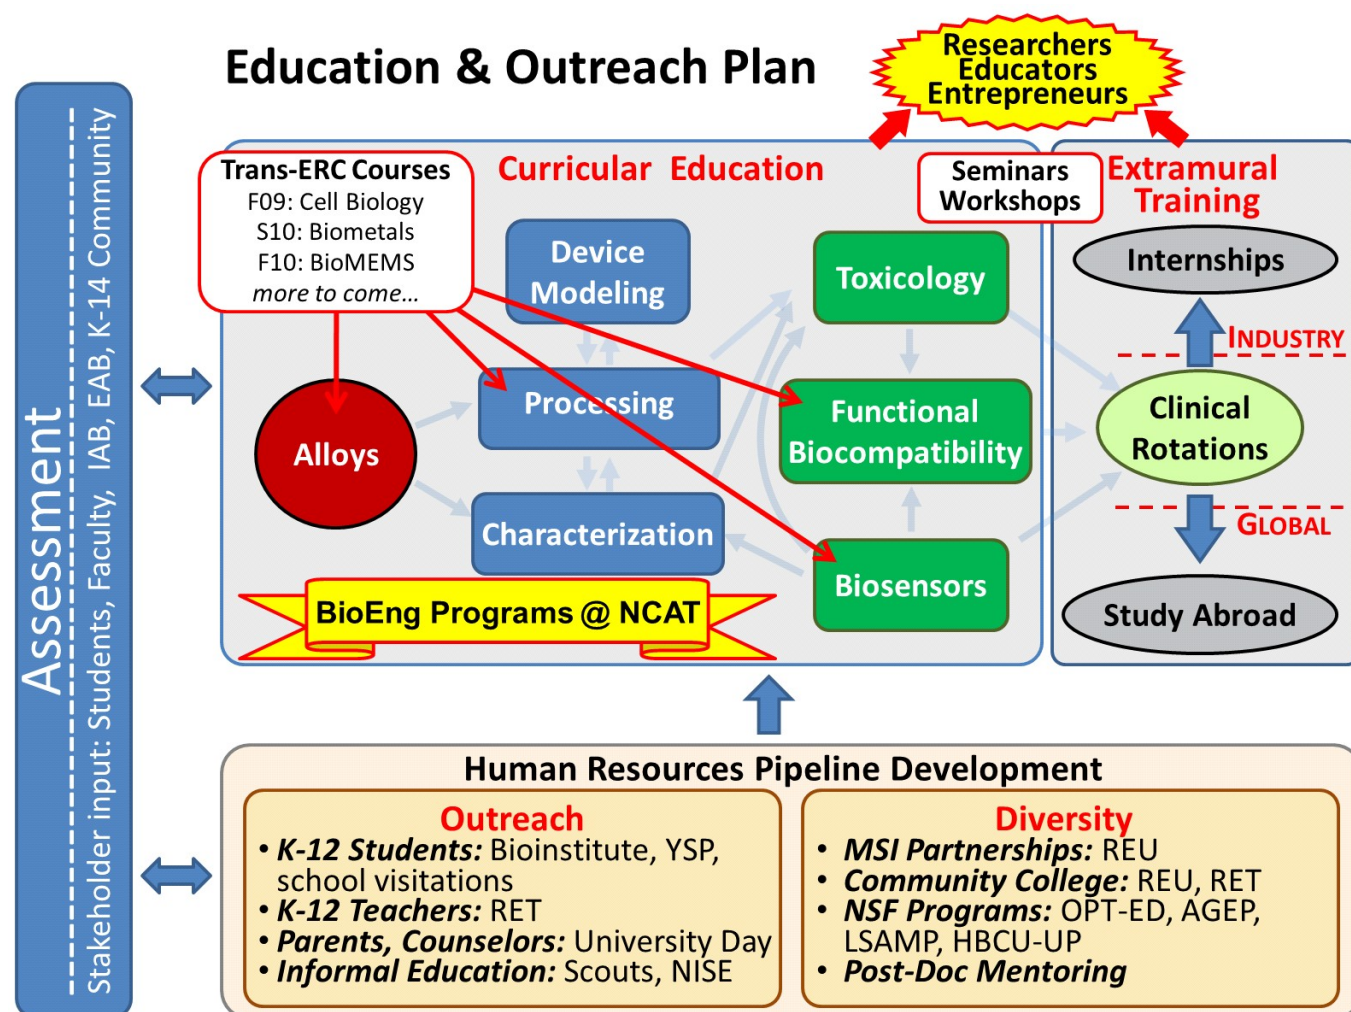 Education & Outreach Plan
Researchers
Educators
Entrepreneurs
Assessment
Stakeholder input: Students, Faculty, IAB, EAB, K-14 Community
Trans-ERC Courses
F09: Cell Biology
S10: Biometals
F10: BioMEMS
more to come...
Curricular Education
Seminars
Workshops
Extramural
Training
Device
Modeling
Toxicology
Internships
INDUSTRY
Processing
Functional
Biocompatibility
Clinical
Rotations
Alloys
Characterization
GLOBAL
Biosensors
Study Abroad
BioEng Programs @ NCAT
Human Resources Pipeline Development
Outreach
• K-12 Students: Bioinstitute, YSP,
school visitations
• K-12 Teachers: RET
• Parents, Counselors: University Day
• Informal Education: Scouts, NISE
Diversity
• MSI Partnerships: REU
• Community College: REU, RET
• NSF Programs: OPT-ED, AGEP,
LSAMP, HBCU-UP
• Post-Doc Mentoring